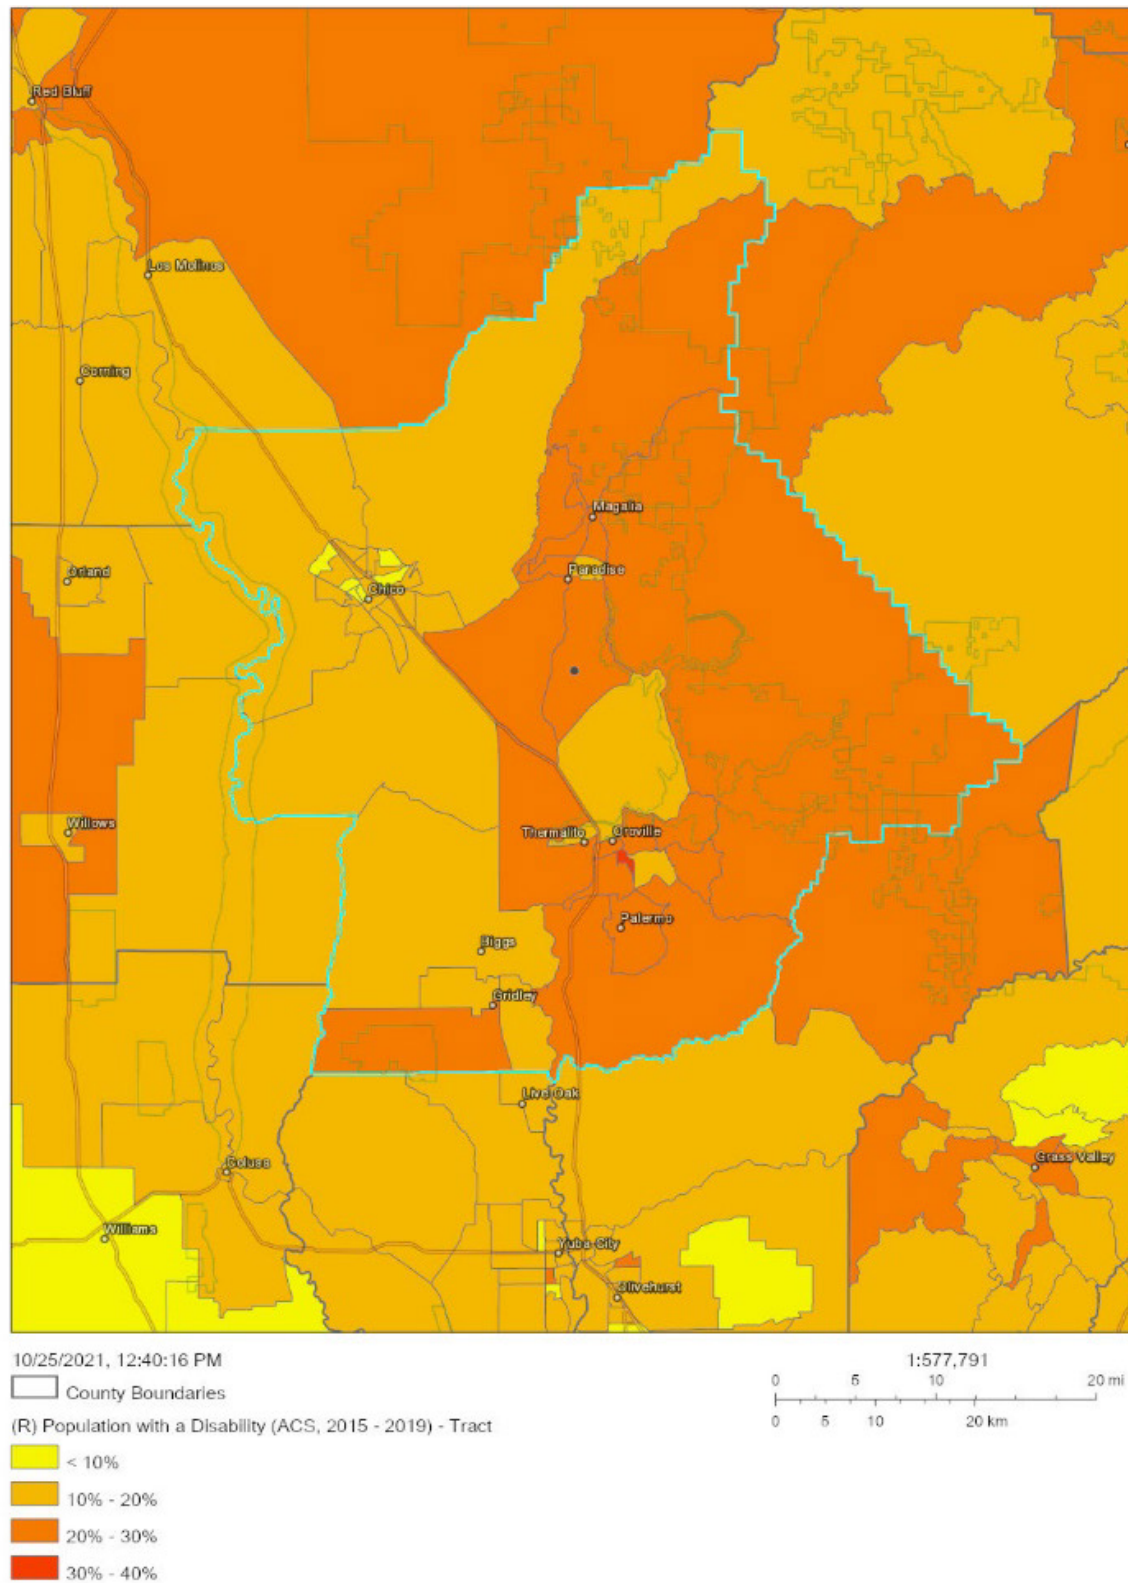 Red Bluff
Los Molinos
Corning
Magalia
Orland
Paradise
Chico
Willows
Thermalito
Oroville
Palermo
Biggs
Gridley
Live Oak
Colusa
Grass Valley
Williams
Yuba City
Olivehurst
10/25/2021, 12:40:16 PM
1:577,791
0 5 10 20 mi
County Boundaries
0 5 10 20 km
(R) Population with a Disability (ACS, 2015 - 2019) - Tract
< 10%
10% - 20%
20% - 30%
30% - 40%